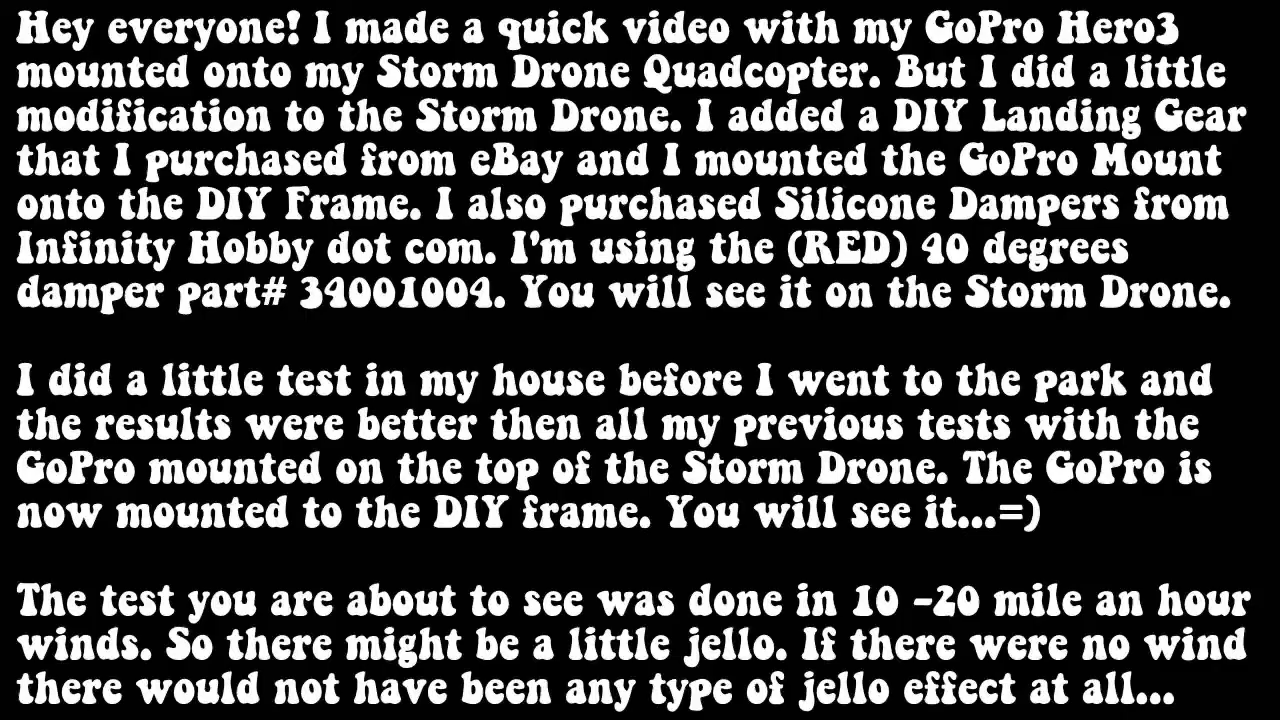 Hey everyone! I made a quick video with my GoPro Hero3
mounted onto my Storm Drone Quadcopter. But I did a little
modification to the Storm Drone. I added a DIY Landing Gear
that I purchased from eBay and I mounted the GoPro Mount
onto the DIY Frame. I also purchased Silicone Dampers from
Infinity Hobby dot com. I'm using the (RED) 40 degrees
damper part# 34001004. You will see it on the Storm Drone.
I did a little test in my house before I went to the park and
the results were better then all my previous tests with the
GoPro mounted on the top of the Storm Drone. The GoPro is
now mounted to the DIY frame. You will see it...=)
The test you are about to see was done in 10 -20 mile an hour
winds. So there might be a little jello. If there were no wind
there would not have been any type of jello effect at all...